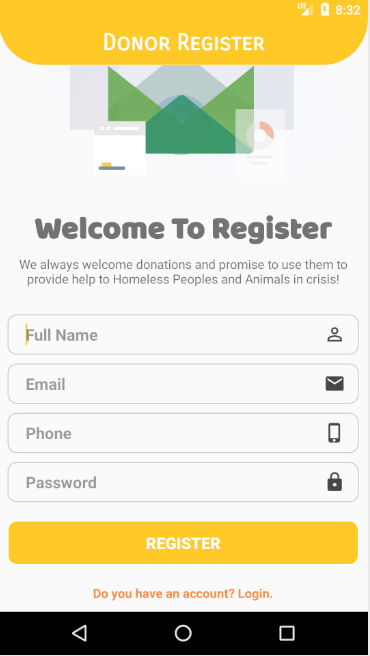 LTE 8:32
Donor Register
Welcome To Register
We always welcome donations and promise to use them to
provide help to Homeless Peoples and Animals in crisis!
Full Name
Email
Phone
Password
REGISTER
Do you have an account? Login.